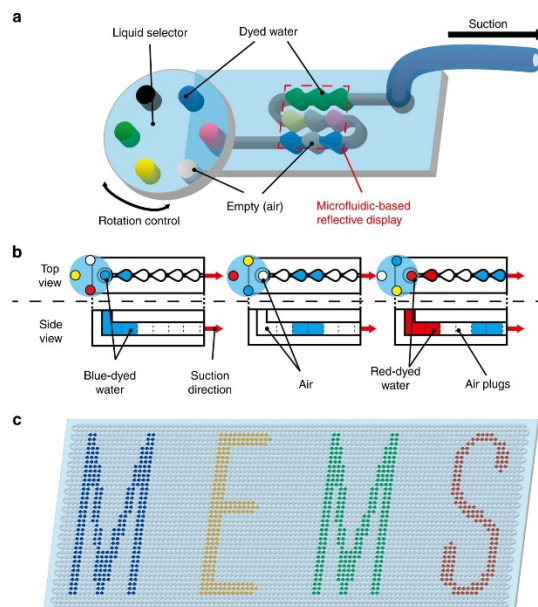 a
Suction
Liquid selector
Dyed water
Rotation control
Empty (air)
Microfluidic-based
reflective display
b
Top
view
Side
view
Blue-dyed
water
Suction
direction
Air
Red-dyed
water
Air plugs
c
MEMS